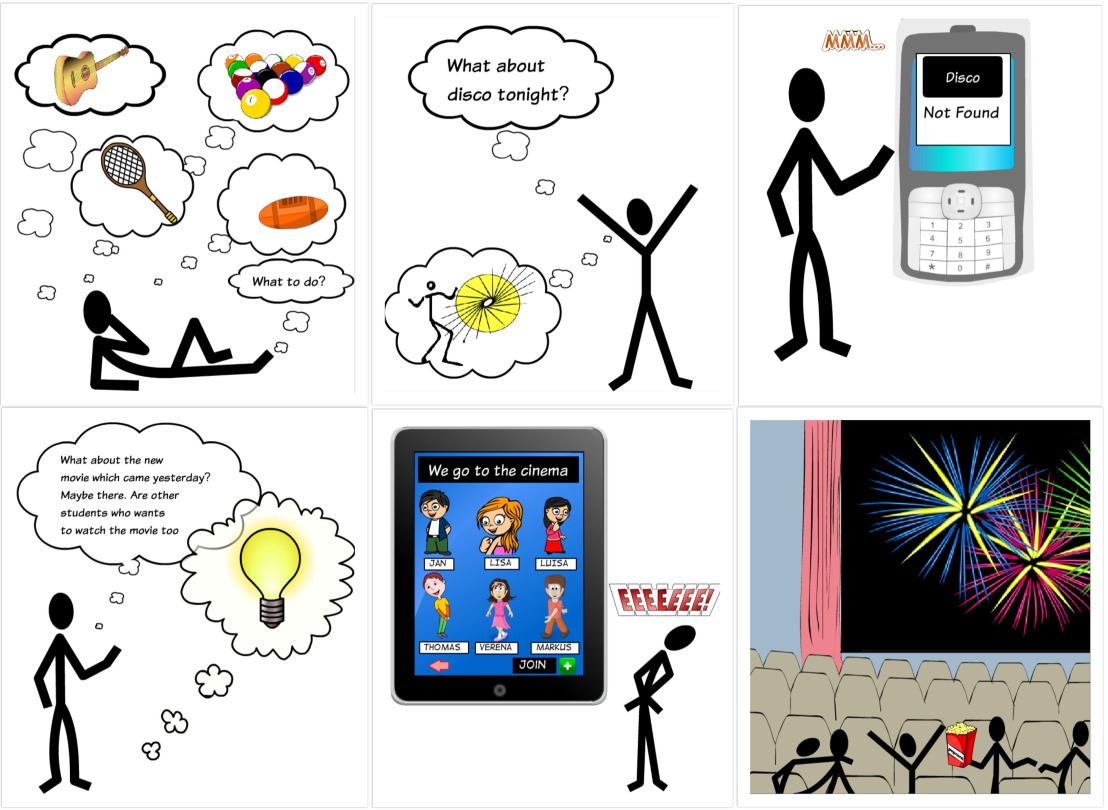 What to do?
What about
disco tonight?
MMM...
Disco
Not Found
1 2 3
4 5 6
7 8 9
* 0 #
What about the new
movie which came yesterday?
Maybe there. Are other
students who wants
to watch the movie too
We go to the cinema
JAN LISA LUISA
THOMAS VERENA MARKUS
JOIN +
EEEEEEE!